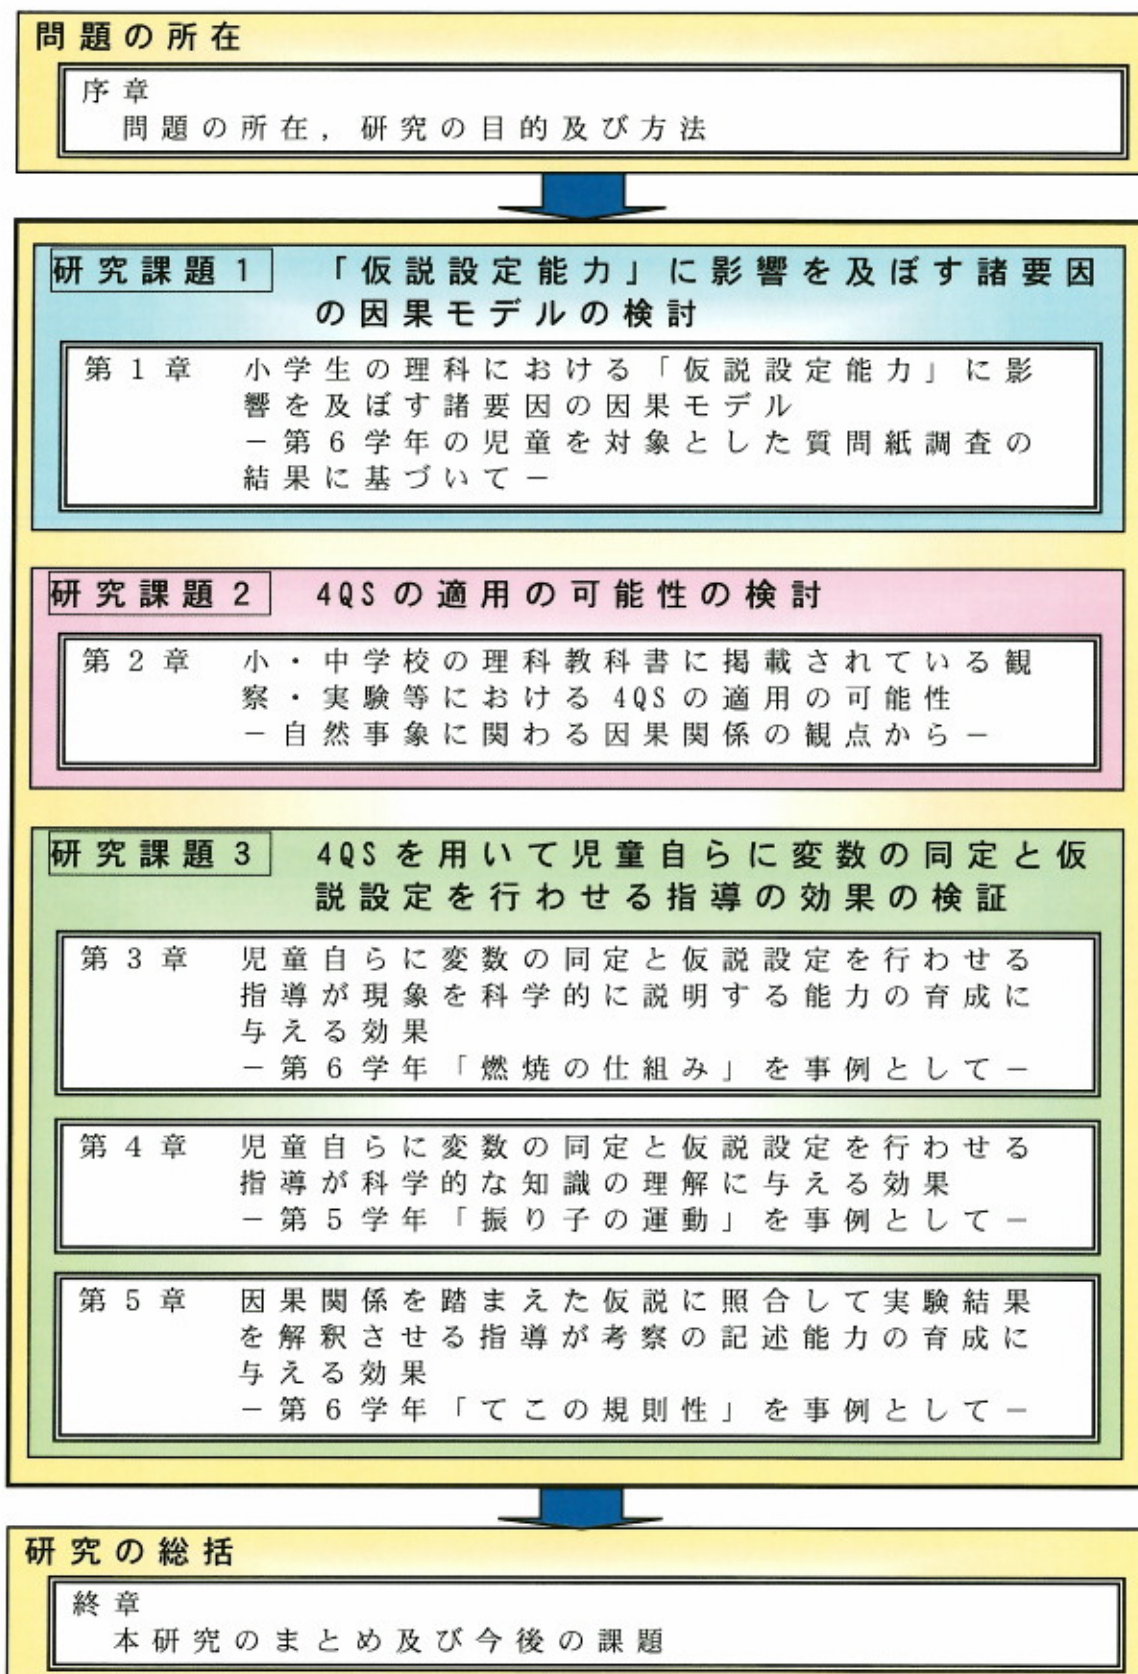 問題の所在
序章
問題の所在，研究の目的及び方法
研究課題1 「仮説設定能力」に影響を及ぼす諸要因
の因果モデルの検討
第1章 小学生の理科における「仮説設定能力」に影
響を及ぼす諸要因の因果モデル
－第6学年の児童を対象とした質問紙調査の
結果に基づいて－
研究課題2 4QSの適用の可能性の検討
第2章 小・中学校の理科教科書に掲載されている観
察・実験等における4QSの適用の可能性
－自然事象に関わる因果関係の観点から－
研究課題3 4QSを用いて児童自らに変数の同定と仮
説設定を行わせる指導の効果の検証
第3章 児童自らに変数の同定と仮説設定を行わせる
指導が現象を科学的に説明する能力の育成に
与える効果
－第6学年「燃焼の仕組み」を事例として－
第4章 児童自らに変数の同定と仮説設定を行わせる
指導が科学的な知識の理解に与える効果
－第5学年「振り子の運動」を事例として－
第5章 因果関係を踏まえた仮説に照合して実験結果
を解釈させる指導が考察の記述能力の育成に
与える効果
－第6学年「てこの規則性」を事例として－
研究の総括
終章
本研究のまとめ及び今後の課題